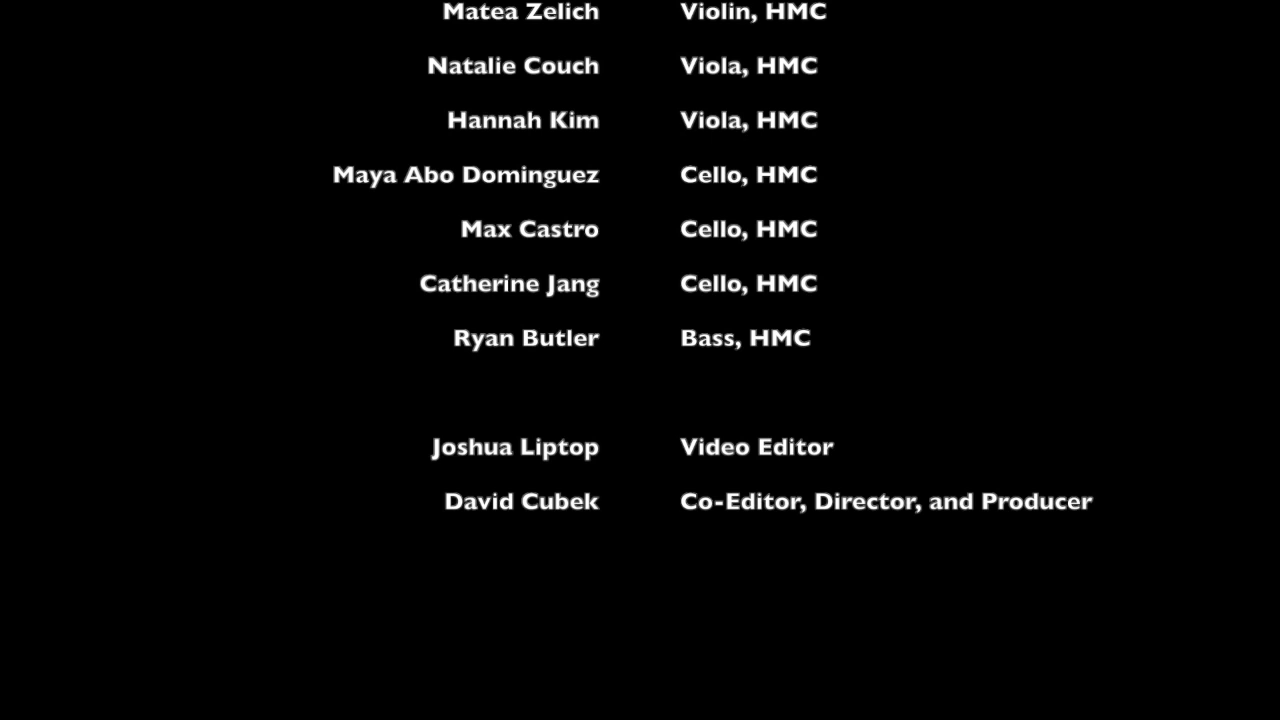 Matea Zelich Violin, HMC
Natalie Couch Viola, HMC
Hannah Kim Viola, HMC
Maya Abo Dominguez Cello, HMC
Max Castro Cello, HMC
Catherine Jang Cello, HMC
Ryan Butler Bass, HMC
Joshua Liptop Video Editor
David Cubek Co-Editor, Director, and Producer